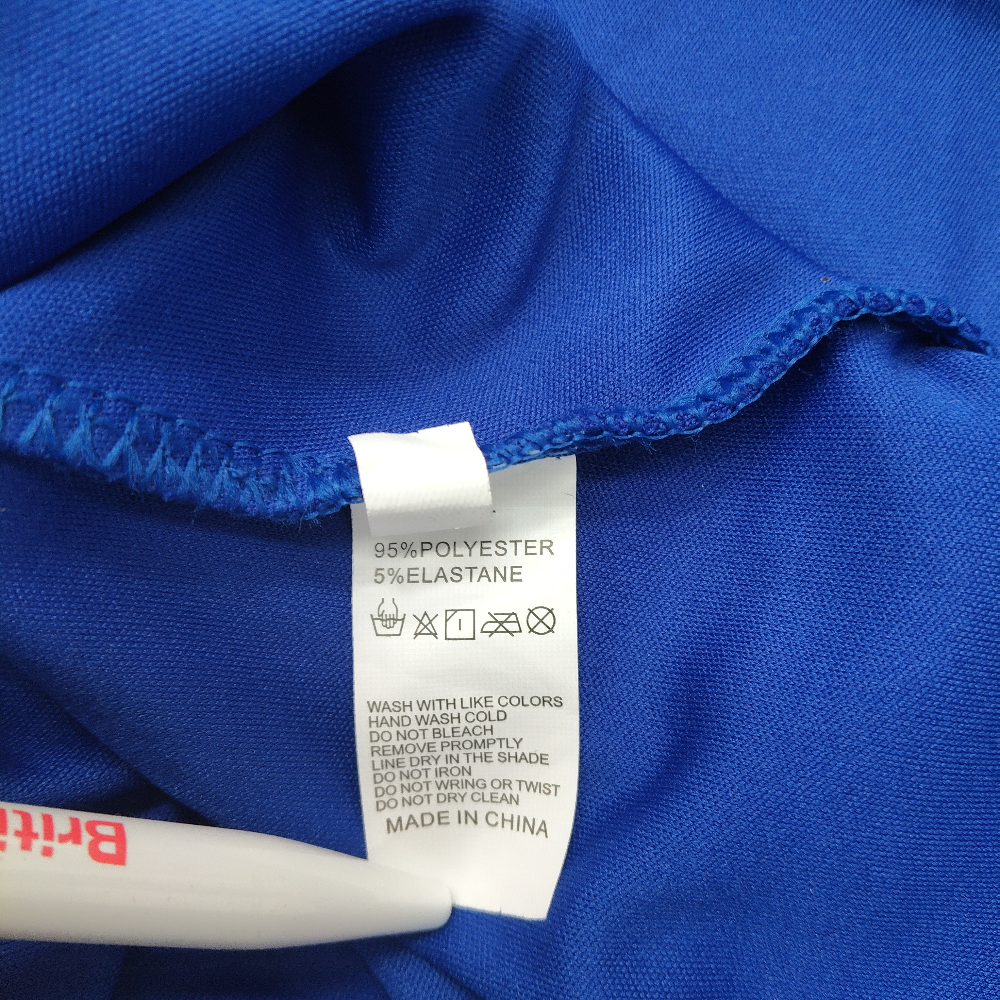 95%POLYESTER
5%ELASTANE
WASH WITH LIKE COLORS
HAND WASH COLD
DO NOT BLEACH
REMOVE PROMPTLY
LINE DRY IN THE SHADE
DO NOT IRON
DO NOT WRING OR TWIST
DO NOT DRY CLEAN
MADE IN CHINA
Briti